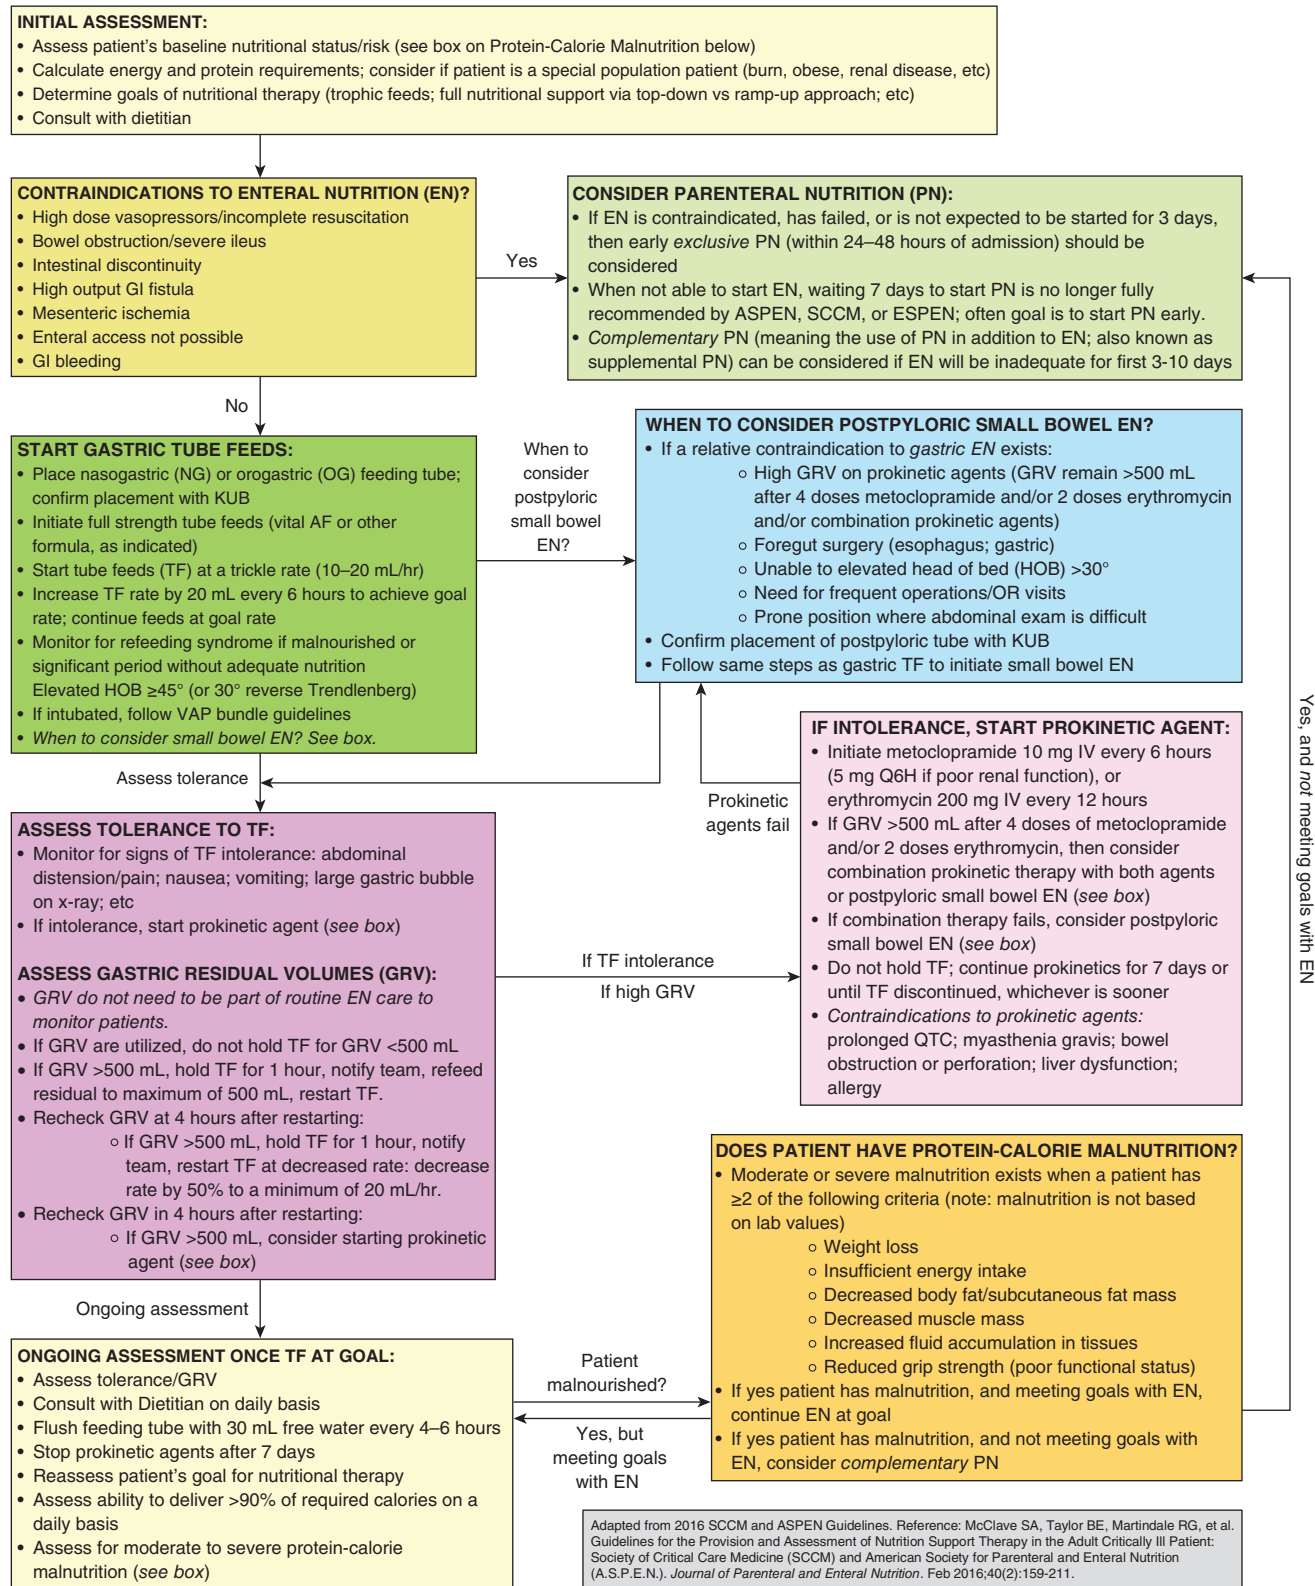 INITIAL ASSESSMENT:
• Assess patient's baseline nutritional status/risk (see box on Protein-Calorie Malnutrition below)
• Calculate energy and protein requirements; consider if patient is a special population patient (burn, obese, renal disease, etc)
• Determine goals of nutritional therapy (trophic feeds; full nutritional support via top-down vs ramp-up approach; etc)
• Consult with dietitian
CONTRAINDICATIONS TO ENTERAL NUTRITION (EN)?
• High dose vasopressors/incomplete resuscitation
• Bowel obstruction/severe ileus
• Intestinal discontinuity
• High output GI fistula
• Mesenteric ischemia
• Enteral access not possible
• GI bleeding
Yes
CONSIDER PARENTERAL NUTRITION (PN):
• If EN is contraindicated, has failed, or is not expected to be started for 3 days,
then early exclusive PN (within 24–48 hours of admission) should be
considered
• When not able to start EN, waiting 7 days to start PN is no longer fully
recommended by ASPEN, SCCM, or ESPEN; often goal is to start PN early.
• Complementary PN (meaning the use of PN in addition to EN; also known as
supplemental PN) can be considered if EN will be inadequate for first 3-10 days
No
START GASTRIC TUBE FEEDS:
• Place nasogastric (NG) or orogastric (OG) feeding tube;
confirm placement with KUB
• Initiate full strength tube feeds (vital AF or other
formula, as indicated)
• Start tube feeds (TF) at a trickle rate (10–20 mL/hr)
• Increase TF rate by 20 mL every 6 hours to achieve goal
rate; continue feeds at goal rate
• Monitor for refeeding syndrome if malnourished or
significant period without adequate nutrition
Elevated HOB ≥45° (or 30° reverse Trendlenberg)
• If intubated, follow VAP bundle guidelines
• When to consider small bowel EN? See box.
When to
consider
postpyloric
small bowel
EN?
WHEN TO CONSIDER POSTPYLORIC SMALL BOWEL EN?
• If a relative contraindication to gastric EN exists:
○ High GRV on prokinetic agents (GRV remain >500 mL
after 4 doses metoclopramide and/or 2 doses erythromycin
and/or combination prokinetic agents)
○ Foregut surgery (esophagus; gastric)
○ Unable to elevated head of bed (HOB) >30°
○ Need for frequent operations/OR visits
○ Prone position where abdominal exam is difficult
• Confirm placement of postpyloric tube with KUB
• Follow same steps as gastric TF to initiate small bowel EN
Assess tolerance
Prokinetic
agents fail
IF INTOLERANCE, START PROKINETIC AGENT:
• Initiate metoclopramide 10 mg IV every 6 hours
(5 mg Q6H if poor renal function), or
erythromycin 200 mg IV every 12 hours
• If GRV >500 mL after 4 doses of metoclopramide
and/or 2 doses erythromycin, then consider
combination prokinetic therapy with both agents
or postpyloric small bowel EN (see box)
• If combination therapy fails, consider postpyloric
small bowel EN (see box)
• Do not hold TF; continue prokinetics for 7 days or
until TF discontinued, whichever is sooner
• Contraindications to prokinetic agents:
prolonged QTC; myasthenia gravis; bowel
obstruction or perforation; liver dysfunction;
allergy
Yes, and not meeting goals with EN
ASSESS TOLERANCE TO TF:
• Monitor for signs of TF intolerance: abdominal
distension/pain; nausea; vomiting; large gastric bubble
on x-ray; etc
• If intolerance, start prokinetic agent (see box)
ASSESS GASTRIC RESIDUAL VOLUMES (GRV):
• GRV do not need to be part of routine EN care to
monitor patients.
• If GRV are utilized, do not hold TF for GRV <500 mL
• If GRV >500 mL, hold TF for 1 hour, notify team, refeed
residual to maximum of 500 mL, restart TF.
• Recheck GRV at 4 hours after restarting:
○ If GRV >500 mL, hold TF for 1 hour, notify
team, restart TF at decreased rate: decrease
rate by 50% to a minimum of 20 mL/hr.
• Recheck GRV in 4 hours after restarting:
○ If GRV >500 mL, consider starting prokinetic
agent (see box)
If TF intolerance
If high GRV
DOES PATIENT HAVE PROTEIN-CALORIE MALNUTRITION?
• Moderate or severe malnutrition exists when a patient has
≥2 of the following criteria (note: malnutrition is not based
on lab values)
○ Weight loss
○ Insufficient energy intake
○ Decreased body fat/subcutaneous fat mass
○ Decreased muscle mass
○ Increased fluid accumulation in tissues
○ Reduced grip strength (poor functional status)
• If yes patient has malnutrition, and meeting goals with EN,
continue EN at goal
• If yes patient has malnutrition, and not meeting goals with
EN, consider complementary PN
Ongoing assessment
ONGOING ASSESSMENT ONCE TF AT GOAL:
• Assess tolerance/GRV
• Consult with Dietitian on daily basis
• Flush feeding tube with 30 mL free water every 4–6 hours
• Stop prokinetic agents after 7 days
• Reassess patient's goal for nutritional therapy
• Assess ability to deliver >90% of required calories on a
daily basis
• Assess for moderate to severe protein-calorie
malnutrition (see box)
Patient
malnourished?
Yes, but
meeting goals
with EN
Adapted from 2016 SCCM and ASPEN Guidelines. Reference: McClave SA, Taylor BE, Martindale RG, et al.
Guidelines for the Provision and Assessment of Nutrition Support Therapy in the Adult Critically Ill Patient:
Society of Critical Care Medicine (SCCM) and American Society for Parenteral and Enteral Nutrition
(A.S.P.E.N.). Journal of Parenteral and Enteral Nutrition. Feb 2016;40(2):159-211.